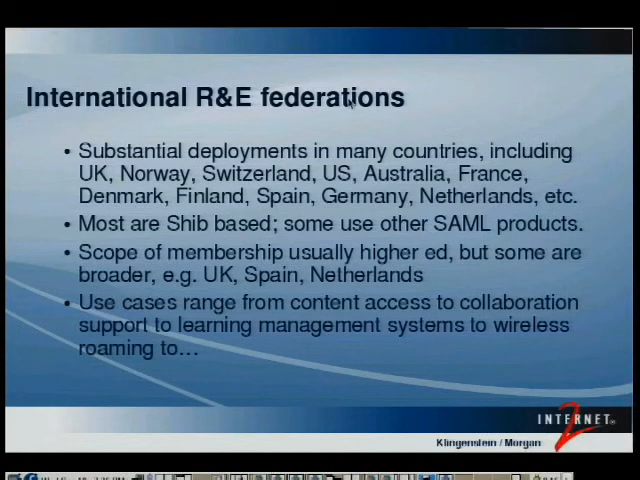 International R&E federations
• Substantial deployments in many countries, including
UK, Norway, Switzerland, US, Australia, France,
Denmark, Finland, Spain, Germany, Netherlands, etc.
• Most are Shib based; some use other SAML products.
• Scope of membership usually higher ed, but some are
broader, e.g. UK, Spain, Netherlands
• Use cases range from content access to collaboration
support to learning management systems to wireless
roaming to…
INTERNET®
2
Klingenstein / Morgan